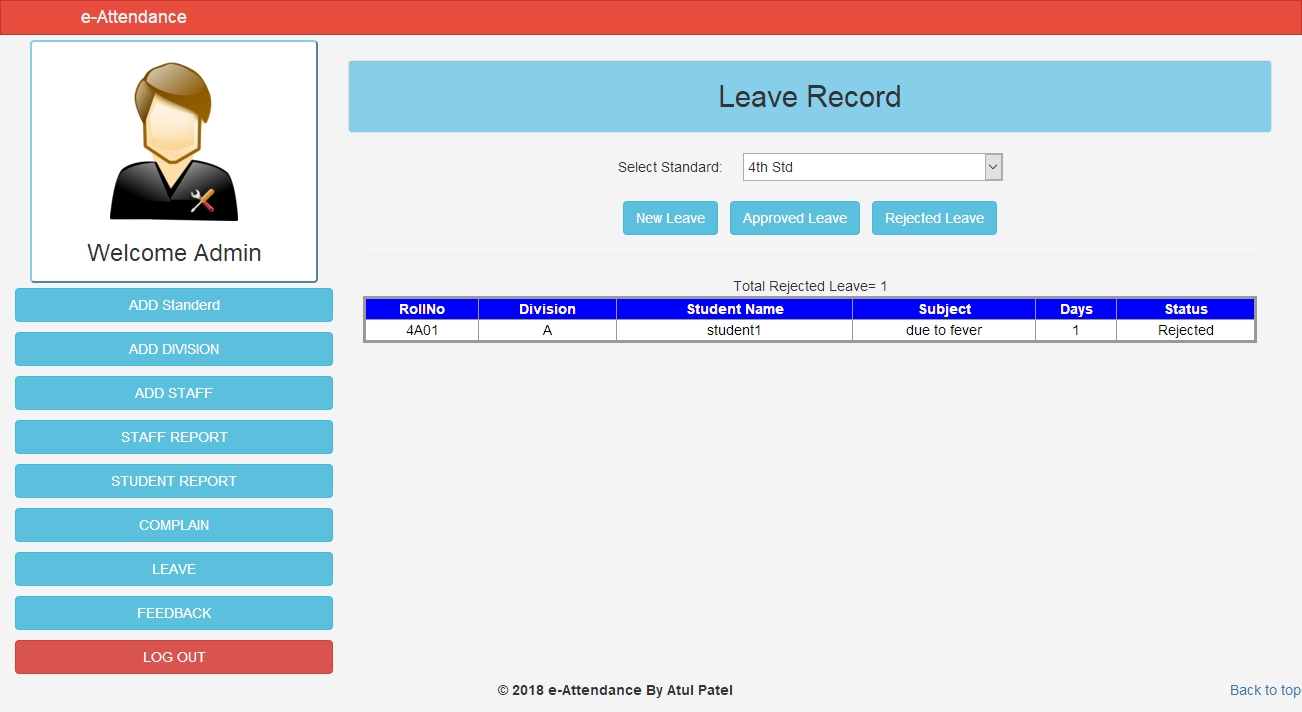 e-Attendance
Welcome Admin
ADD Standerd
ADD DIVISION
ADD STAFF
STAFF REPORT
STUDENT REPORT
COMPLAIN
LEAVE
FEEDBACK
LOG OUT
Leave Record
Select Standard: 4th Std
New Leave Approved Leave Rejected Leave
Total Rejected Leave= 1
RollNo Division Student Name Subject Days Status
4A01 A student1 due to fever 1 Rejected
© 2018 e-Attendance By Atul Patel
Back to top